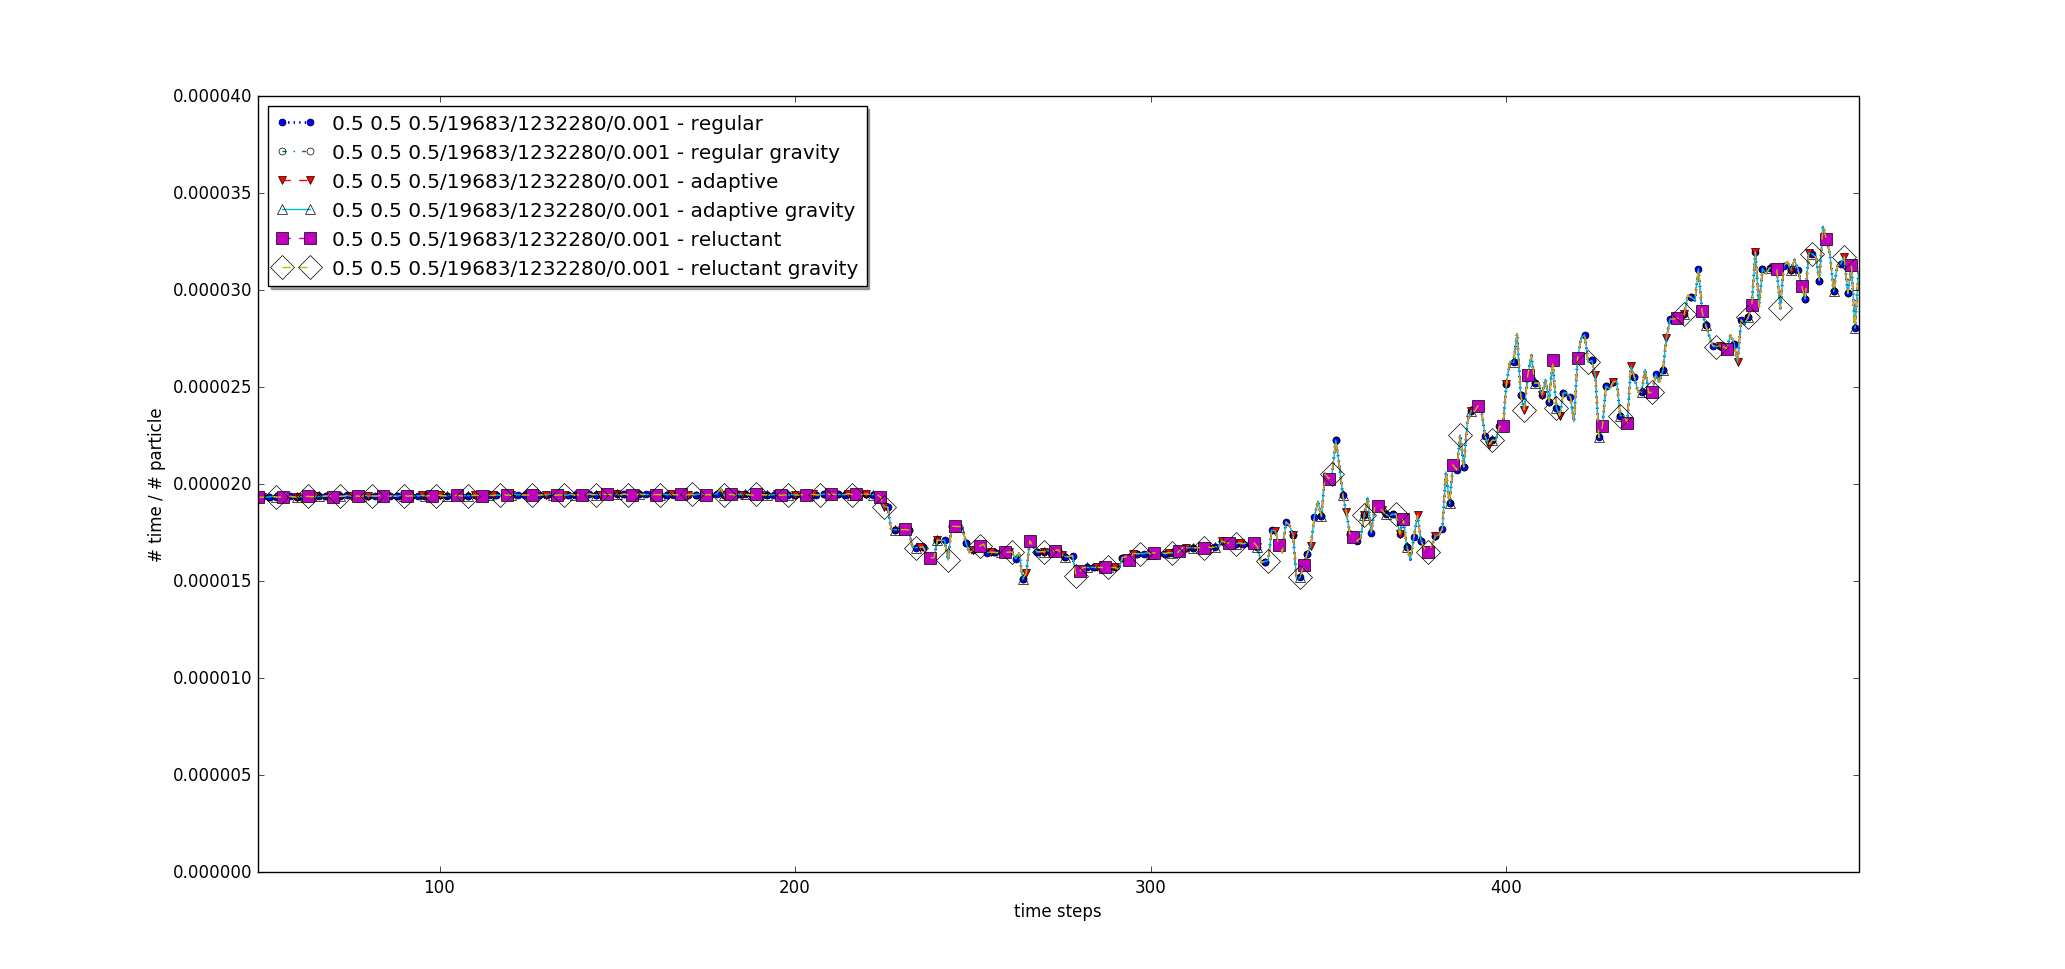 0.000040
0.000035
0.000030
0.000025
0.000020
0.000015
0.000010
0.000005
0.000000
# time / # particle
0.5 0.5 0.5/19683/1232280/0.001 - regular
0.5 0.5 0.5/19683/1232280/0.001 - regular gravity
0.5 0.5 0.5/19683/1232280/0.001 - adaptive
0.5 0.5 0.5/19683/1232280/0.001 - adaptive gravity
0.5 0.5 0.5/19683/1232280/0.001 - reluctant
0.5 0.5 0.5/19683/1232280/0.001 - reluctant gravity
100 200 300 400
time steps